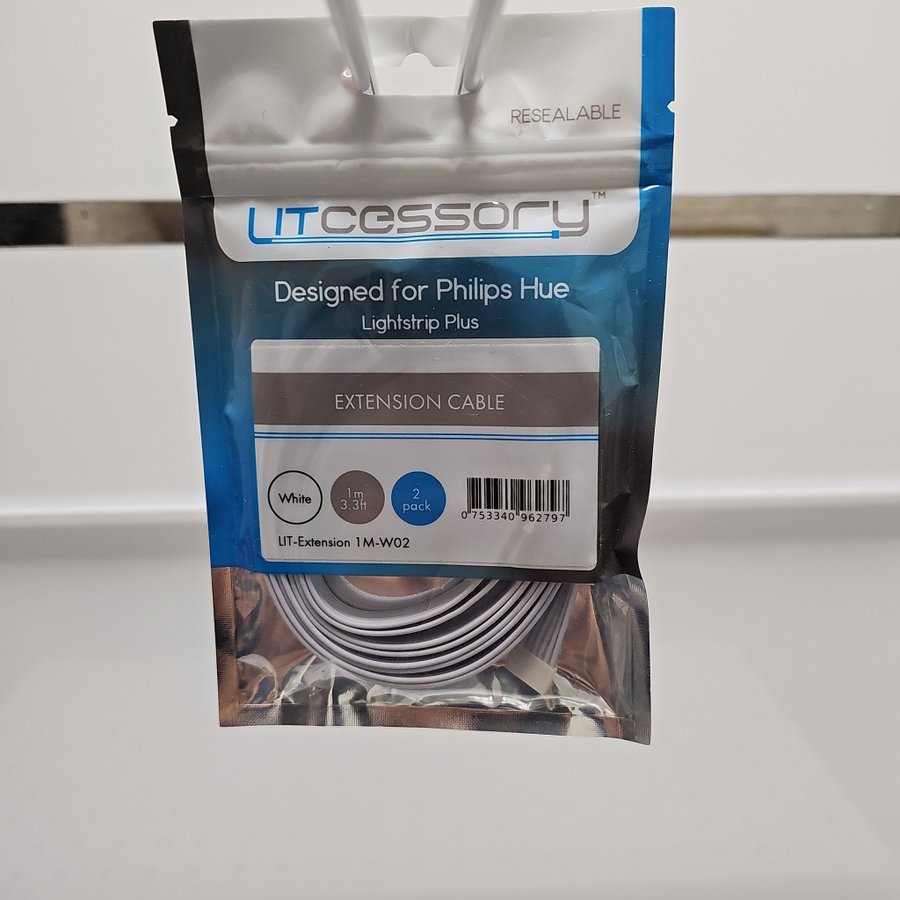 RESEALABLE
LITcessory™
Designed for Philips Hue
Lightstrip Plus
EXTENSION CABLE
White
1m
3.3ft
2
pack
0 753340 962797
LIT-Extension 1M-W02